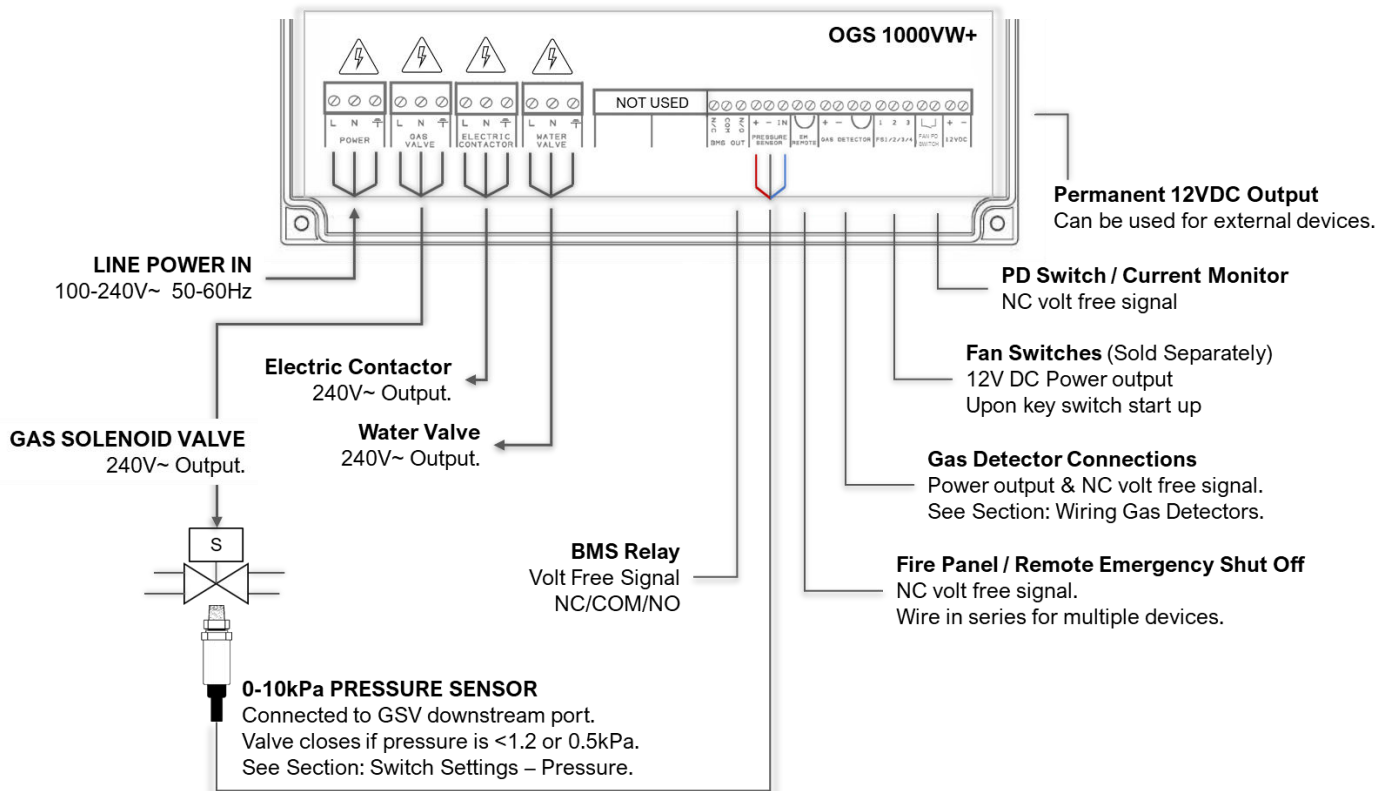 OGS 1000VW+
NOT USED
L N
POWER
L N
GAS
VALVE
L N
ELECTRIC
CONTACTOR
L N
WATER
VALVE
N/C
COM
N/O
BMS OUT
+ - IN
PRESSURE
SENSOR
EM
REMOTE
+ -
GAS DETECTOR
1 2 3
FS1/2/3/4
FAN PD
SWITCH
+ -
12VDC
Permanent 12VDC Output
Can be used for external devices.
LINE POWER IN
100-240V~ 50-60Hz
PD Switch / Current Monitor
NC volt free signal
Electric Contactor
240V~ Output.
Fan Switches (Sold Separately)
12V DC Power output
Upon key switch start up
GAS SOLENOID VALVE
240V~ Output.
Water Valve
240V~ Output.
Gas Detector Connections
Power output & NC volt free signal.
See Section: Wiring Gas Detectors.
S
BMS Relay
Volt Free Signal
NC/COM/NO
Fire Panel / Remote Emergency Shut Off
NC volt free signal.
Wire in series for multiple devices.
0-10kPa PRESSURE SENSOR
Connected to GSV downstream port.
Valve closes if pressure is <1.2 or 0.5kPa.
See Section: Switch Settings – Pressure.